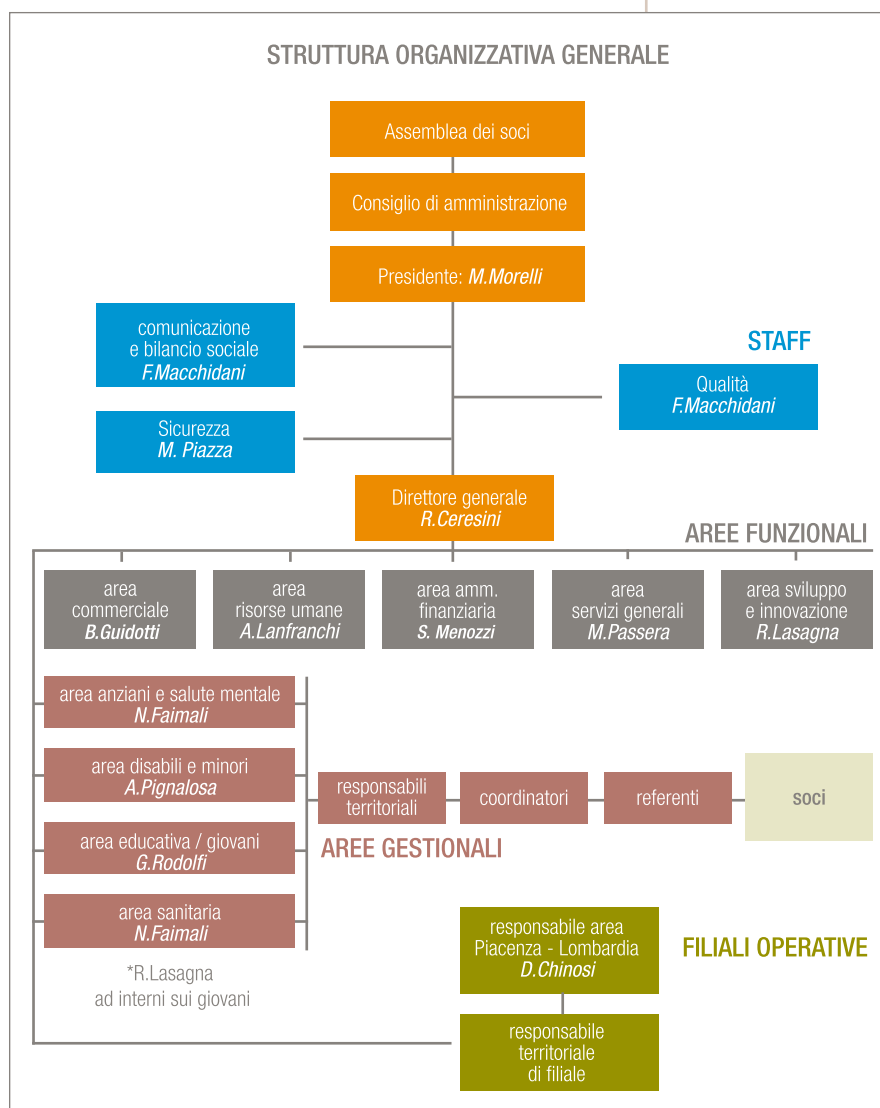 STRUTTURA ORGANIZZATIVA GENERALE
Assemblea dei soci
Consiglio di amministrazione
Presidente: M.Morelli
comunicazione
e bilancio sociale
F.Macchidani
STAFF
Qualità
F.Macchidani
Sicurezza
M. Piazza
Direttore generale
R.Ceresini
AREE FUNZIONALI
area
commerciale
B.Guidotti
area
risorse umane
A.Lanfranchi
area amm.
finanziaria
S. Menozzi
area
servizi generali
M.Passera
area sviluppo
e innovazione
R.Lasagna
area anziani e salute mentale
N.Faimali
area disabili e minori
A.Pignalosa
area educativa / giovani
G.Rodolfi
area sanitaria
N.Faimali
*R.Lasagna
ad interni sui giovani
responsabili
territoriali
coordinatori
referenti
soci
AREE GESTIONALI
responsabile area
Piacenza - Lombardia
D.Chinosi
FILIALI OPERATIVE
responsabile
territoriale
di filiale